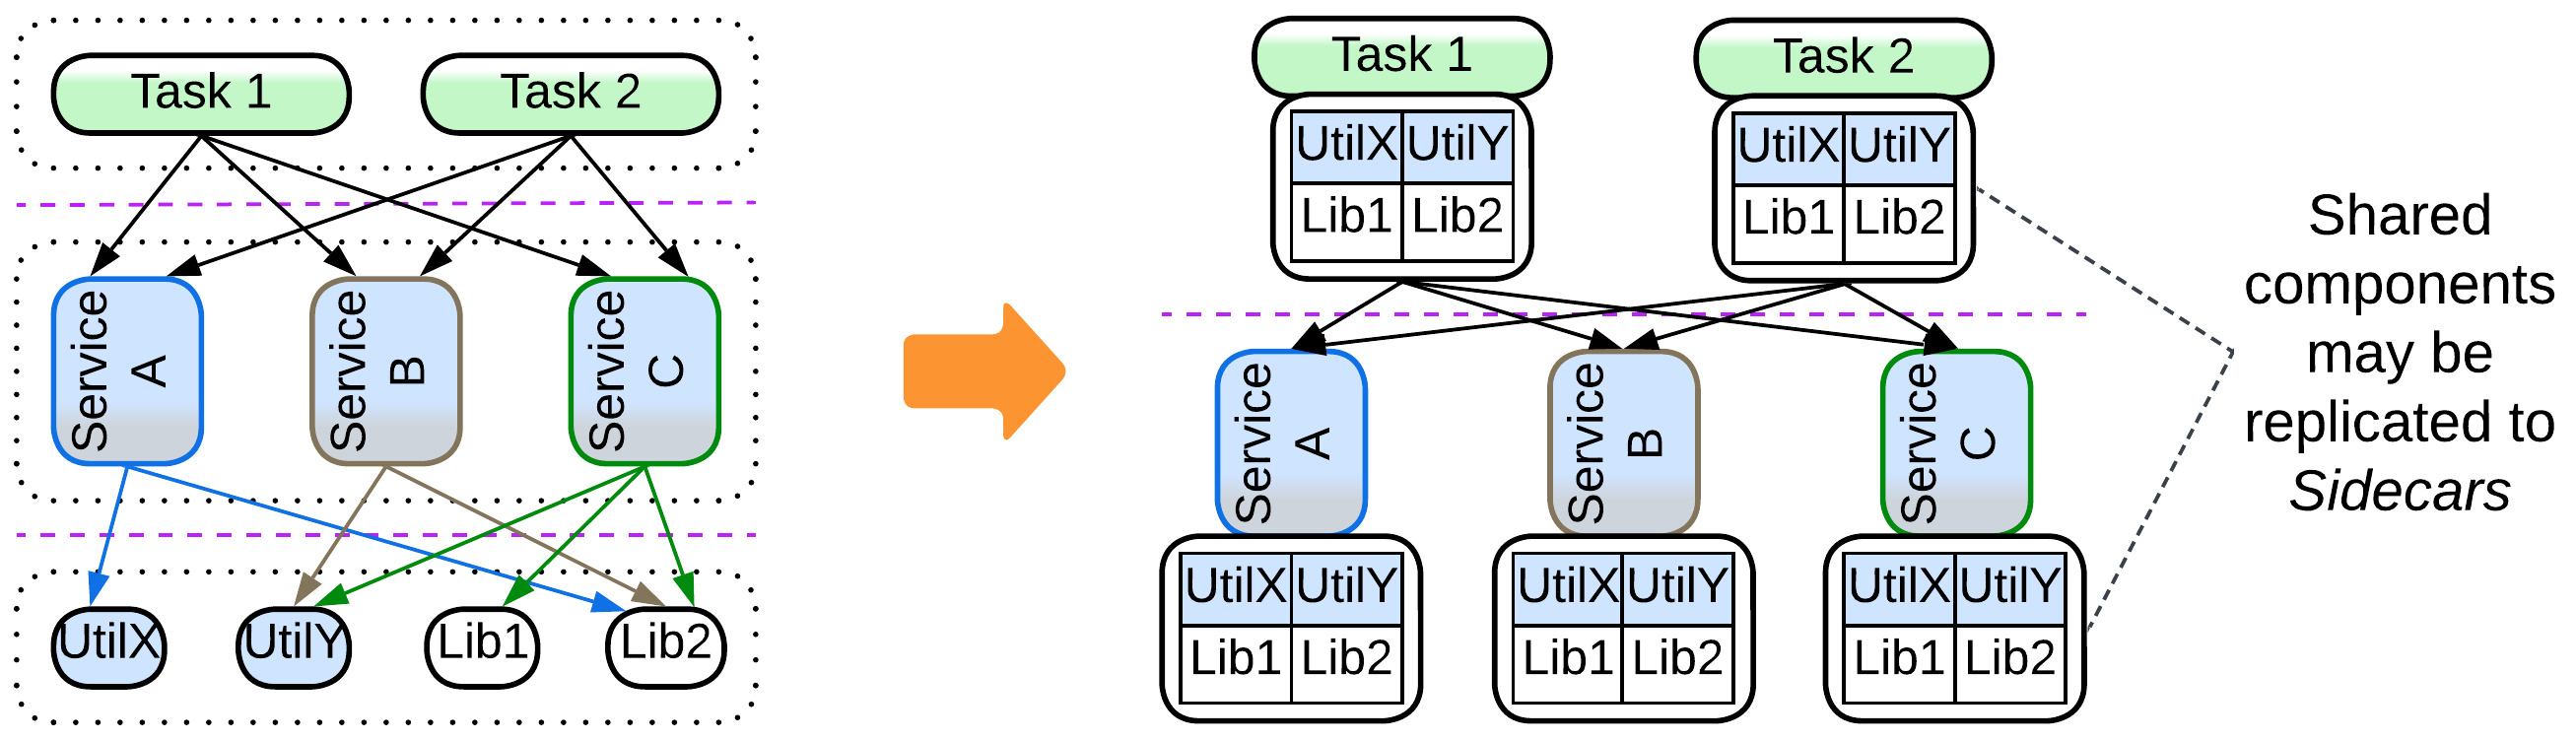 Task 1
Task 2
Service
A
Service
B
Service
C
UtilX
UtilY
Lib1
Lib2
Task 1
UtilX UtilY
Lib1 Lib2
Task 2
UtilX UtilY
Lib1 Lib2
Service
A
UtilX UtilY
Lib1 Lib2
Service
B
UtilX UtilY
Lib1 Lib2
Service
C
UtilX UtilY
Lib1 Lib2
Shared
components
may be
replicated to
Sidecars